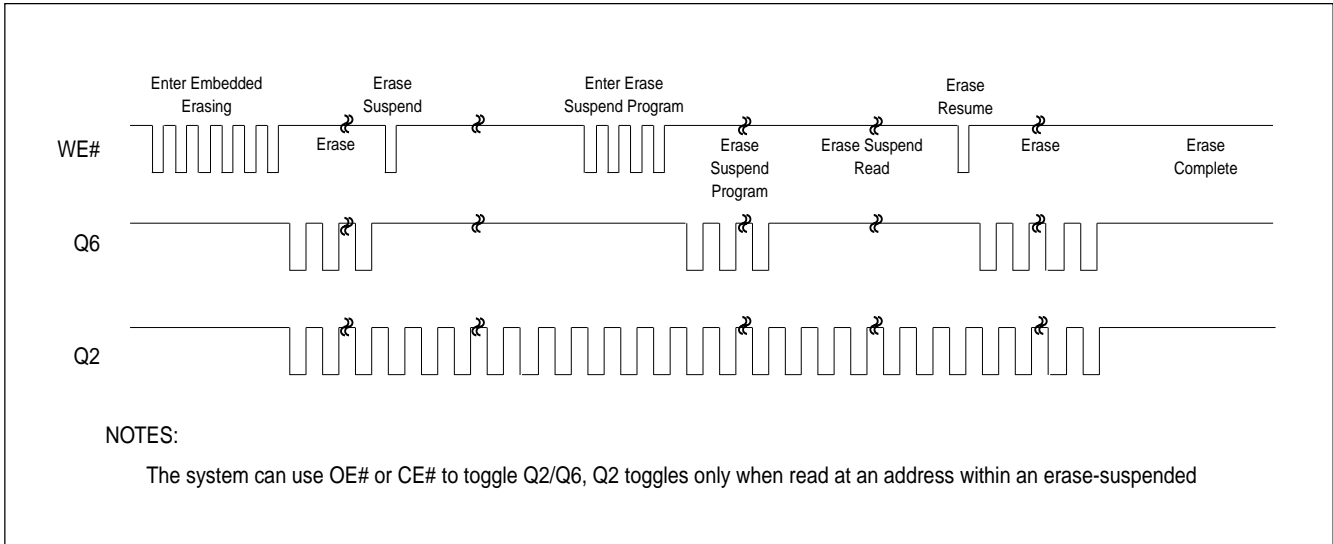 Enter Embedded
Erasing
Erase
Suspend
Enter Erase
Suspend Program
Erase
Resume
WE#
Erase
Erase
Suspend
Program
Erase Suspend
Read
Erase
Erase
Complete
Q6
Q2
NOTES:
The system can use OE# or CE# to toggle Q2/Q6, Q2 toggles only when read at an address within an erase-suspended